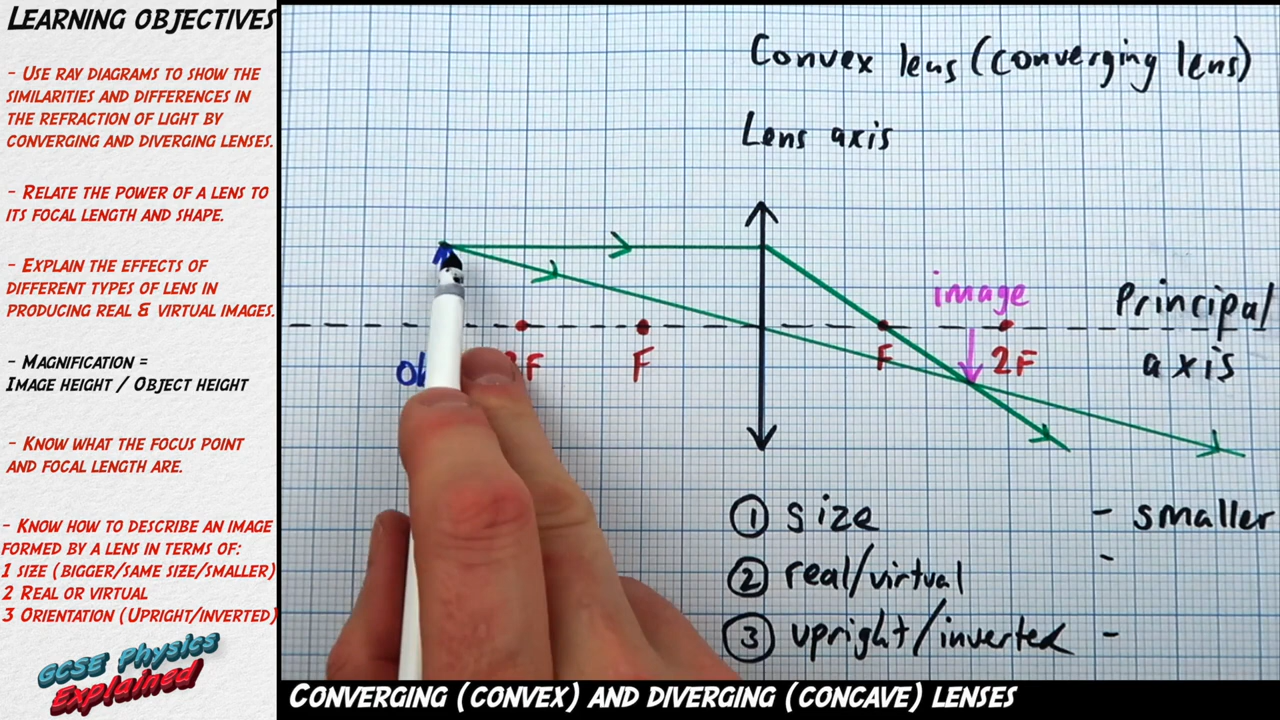 LEARNING OBJECTIVES
- USE RAY DIAGRAMS TO SHOW THE
SIMILARITIES AND DIFFERENCES IN
THE REFRACTION OF LIGHT BY
CONVERGING AND DIVERGING LENSES.
- RELATE THE POWER OF A LENS TO
ITS FOCAL LENGTH AND SHAPE.
- EXPLAIN THE EFFECTS OF
DIFFERENT TYPES OF LENS IN
PRODUCING REAL & VIRTUAL IMAGES.
- MAGNIFICATION =
IMAGE HEIGHT / OBJECT HEIGHT
- KNOW WHAT THE FOCUS POINT
AND FOCAL LENGTH ARE.
- KNOW HOW TO DESCRIBE AN IMAGE
FORMED BY A LENS IN TERMS OF:
1 SIZE (BIGGER/SAME SIZE/SMALLER)
2 REAL OR VIRTUAL
3 ORIENTATION (UPRIGHT/INVERTED)
GCSE Physics
Explained
Convex lens (converging lens)
Lens axis
image
Principal
axis
F
F
F
2F
① size - smaller
② real/virtual -
③ upright/inverted -
CONVERGING (CONVEX) AND DIVERGING (CONCAVE) LENSES